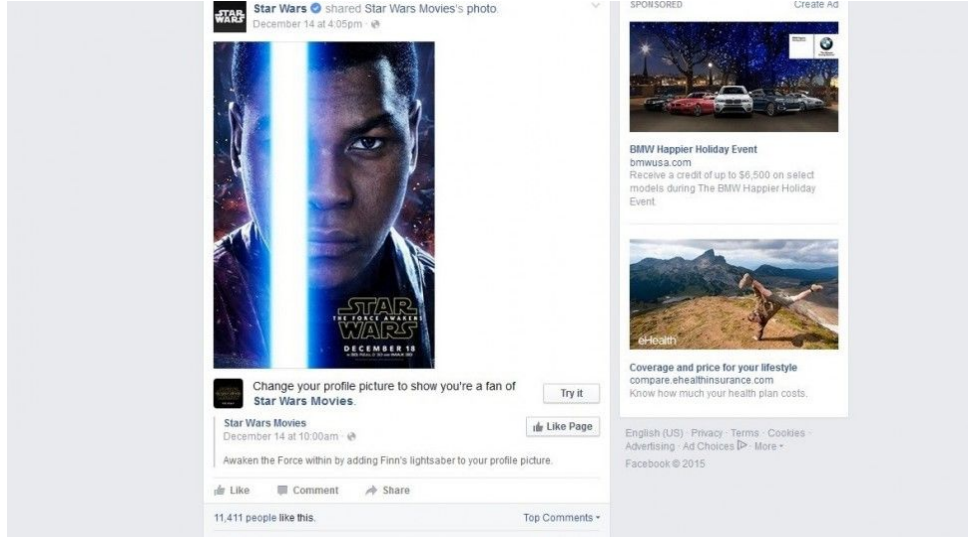 STAR WARS
Star Wars shared Star Wars Movies's photo.
December 14 at 4:05pm ·
STAR
THE FORCE AWAKENS
WARS
DECEMBER 18
Change your profile picture to show you're a fan of
Star Wars Movies.
Try it
Star Wars Movies
December 14 at 10:00am ·
Like Page
Awaken the Force within by adding Finn's lightsaber to your profile picture.
Like Comment Share
11,411 people like this.
Top Comments
SPONSORED
Create Ad
BMW Happier Holiday Event
bmwusa.com
Receive a credit of up to $6,500 on select
models during The BMW Happier Holiday
Event
eHealth
Coverage and price for your lifestyle
compare.ehealthinsurance.com
Know how much your health plan costs.
English (US) · Privacy · Terms · Cookies ·
Advertising · Ad Choices · More
Facebook © 2015